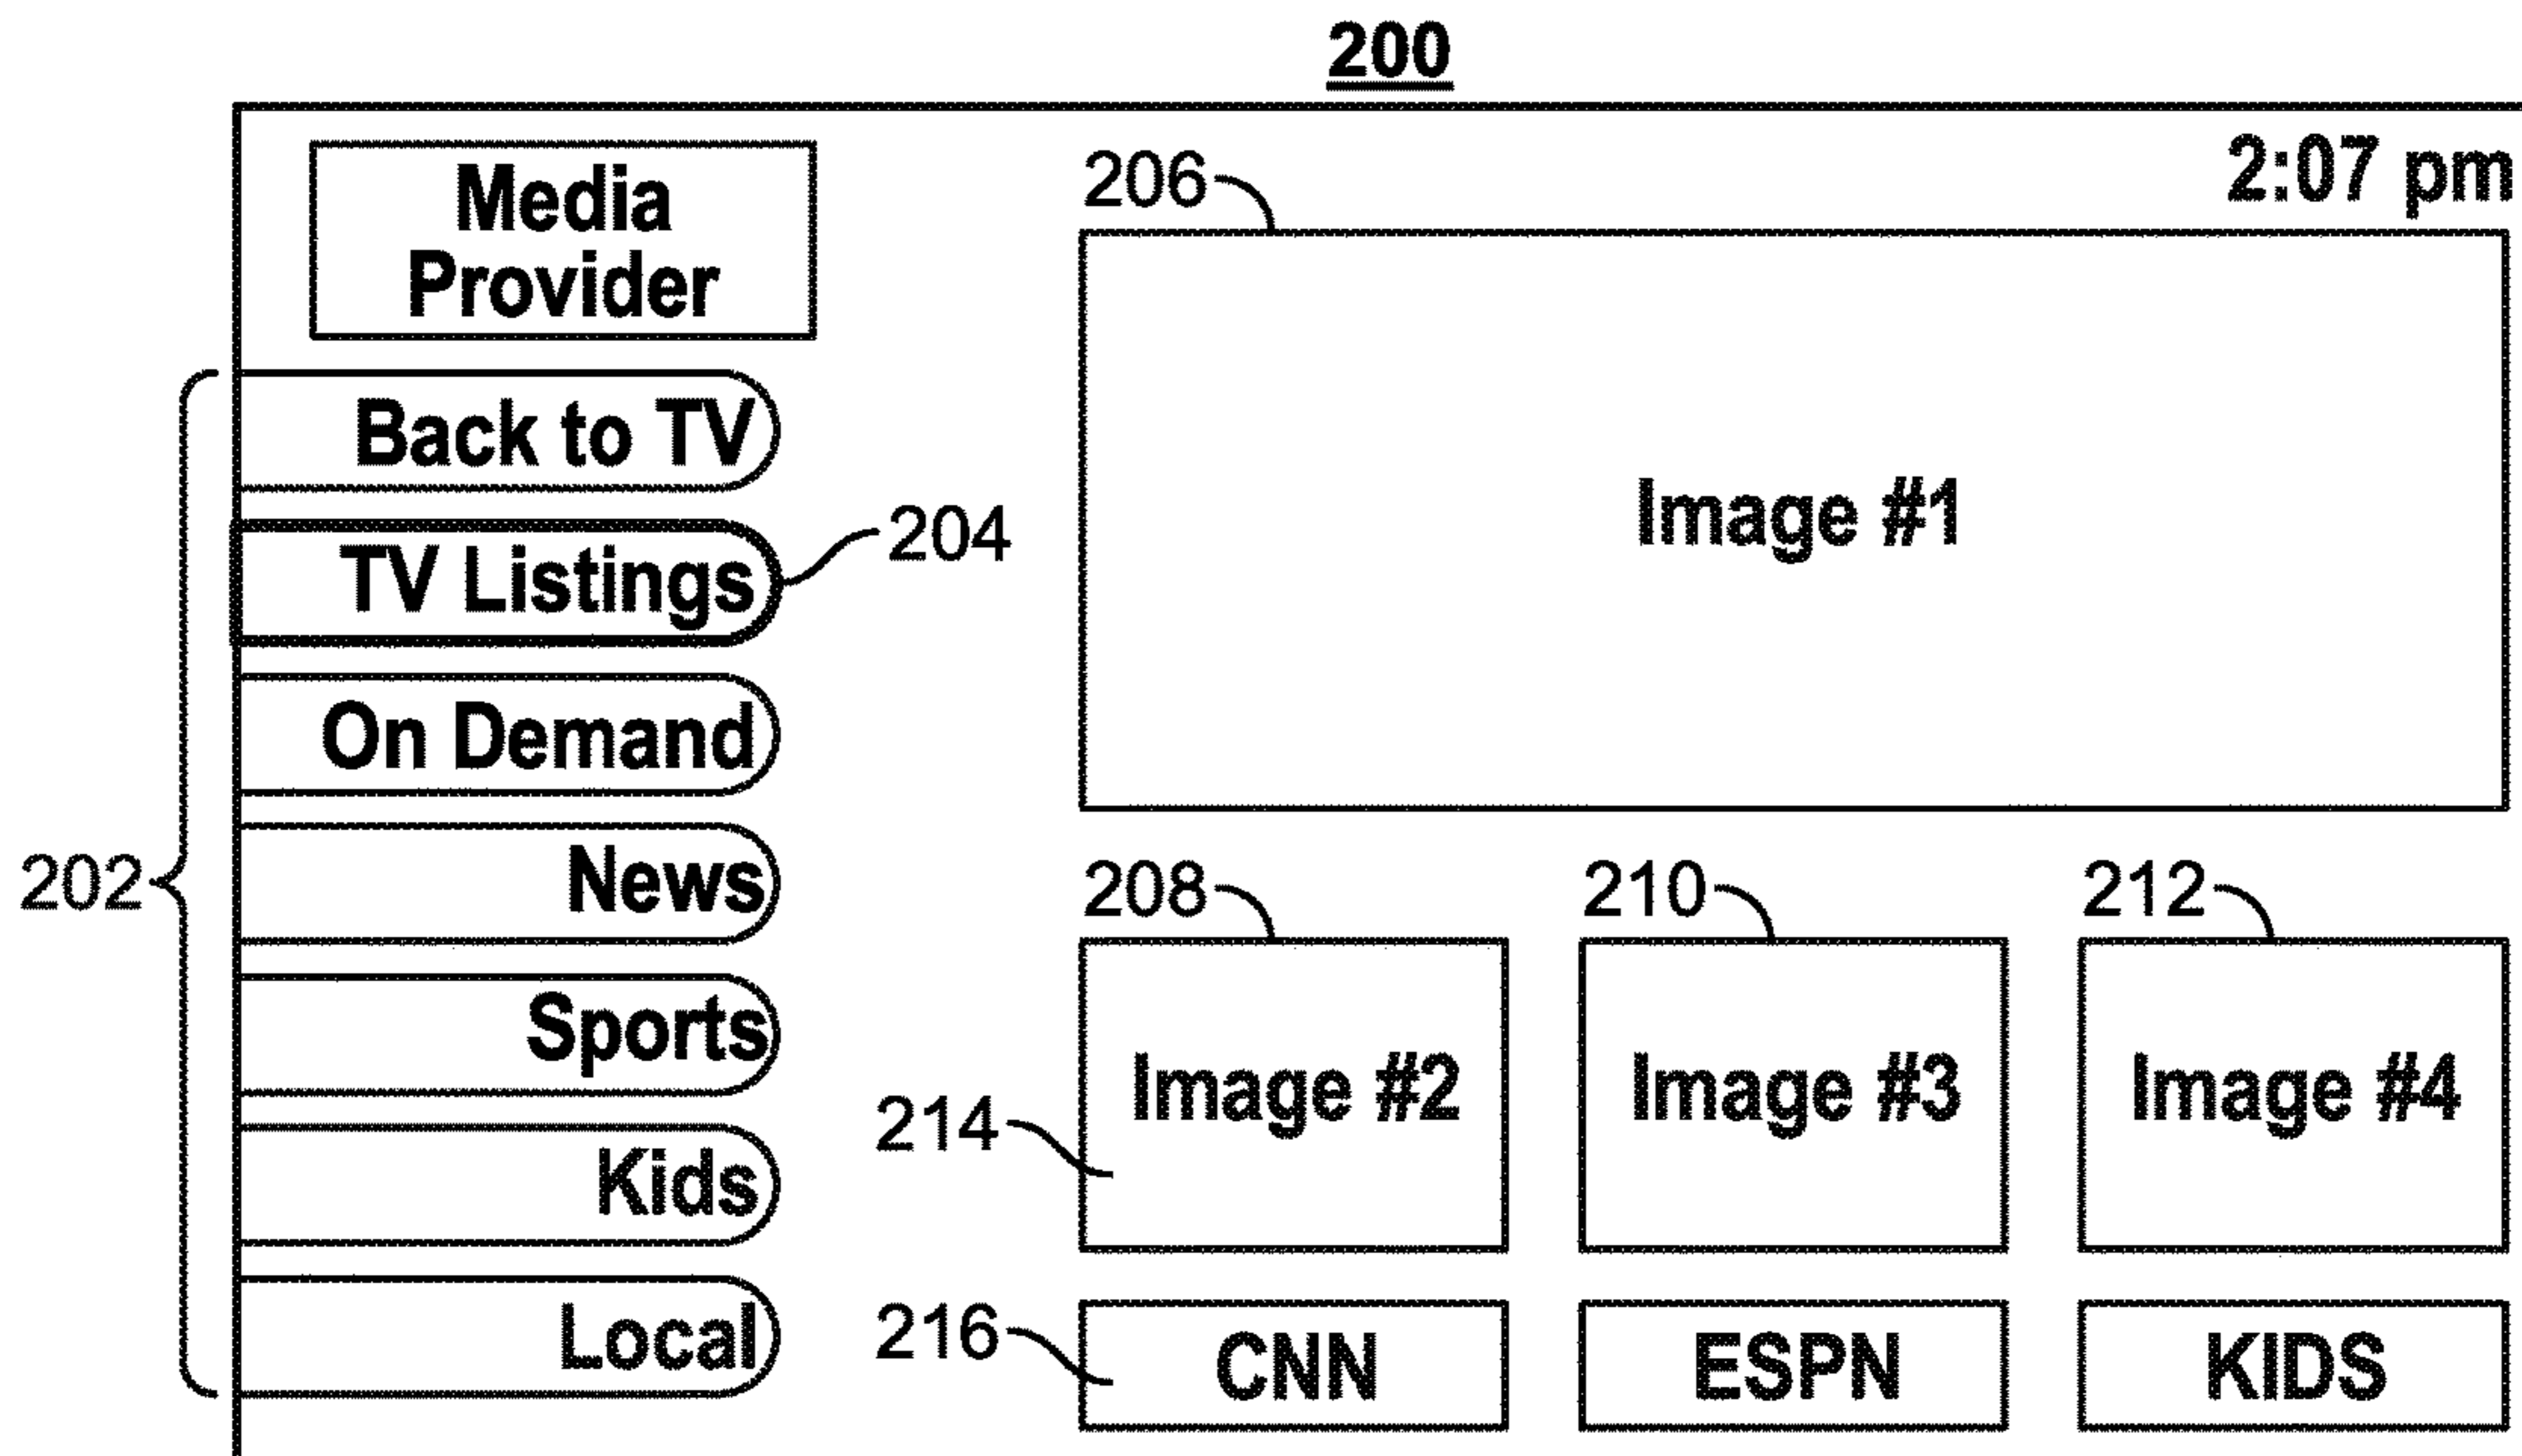 200
2:07 pm
Media
Provider
206
Back to TV
Image #1
TV Listings
204
On Demand
202
News
208
210
212
Sports
Image #2
Image #3
Image #4
214
Kids
Local
216
CNN
ESPN
KIDS